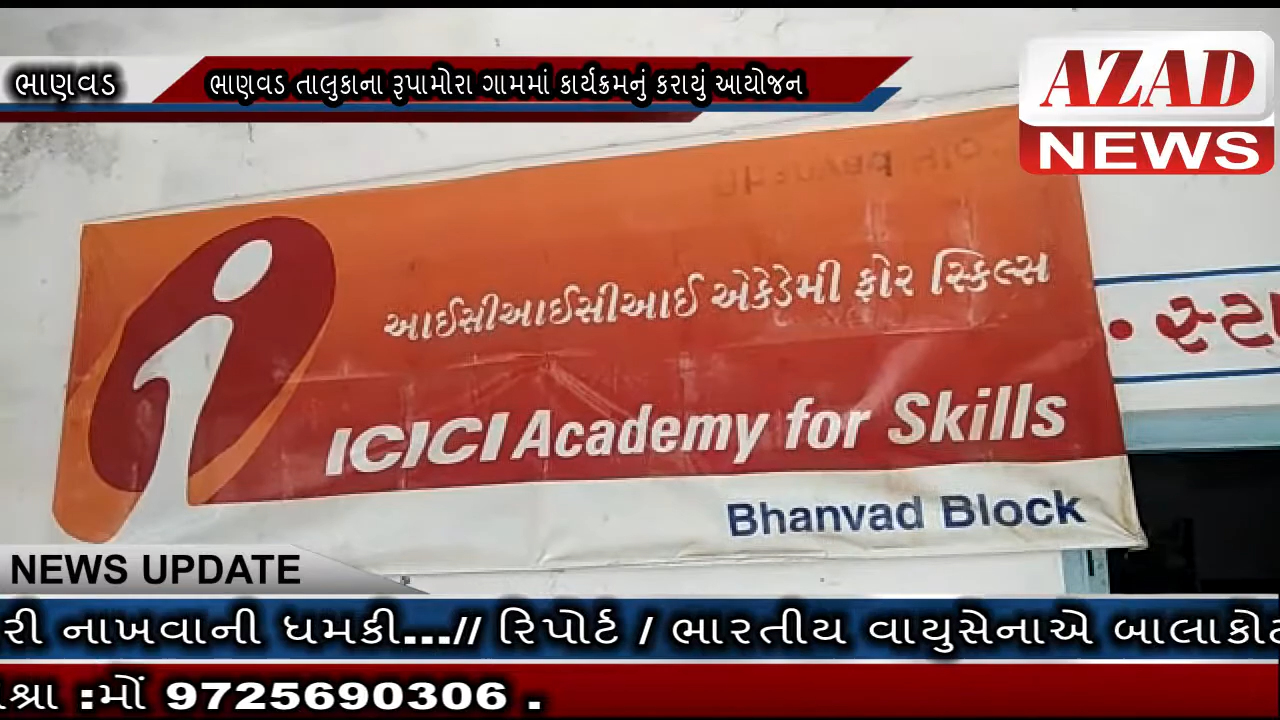 ભાણવડ
ભાણવડ તાલુકાના રૂપામોરા ગામમાં કાર્યક્રમનું કરાયું આયોજન
AZAD
NEWS
આઈસીઆઈસીઆઈ એકેડેમી ફોર સ્કિલ્સ
ICICI Academy for Skills
Bhanvad Block
NEWS UPDATE
રી નાખવાની ધમકી...// રિપોર્ટ / ભારતીય વાયુસેનાએ બાલાકોટ
શ્રા :મોં 9725690306 .